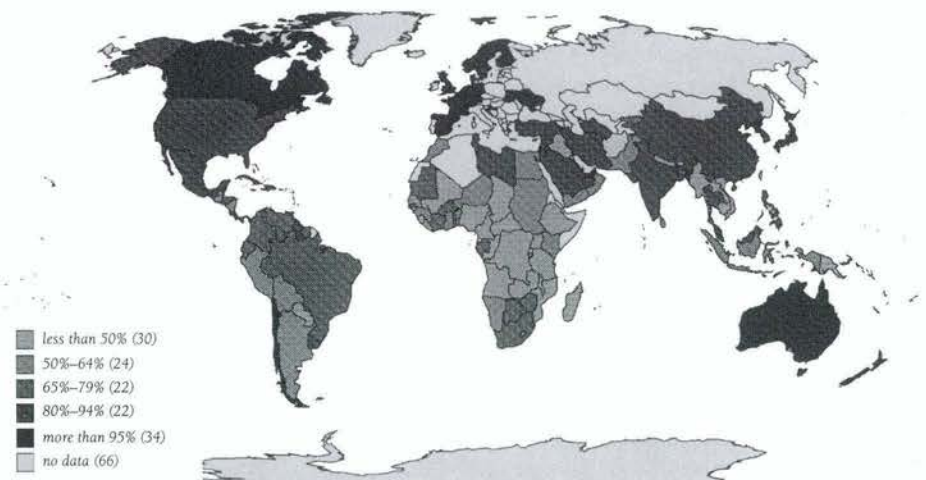 less than 50% (30)
50%–64% (24)
65%–79% (22)
80%–94% (22)
more than 95% (34)
no data (66)